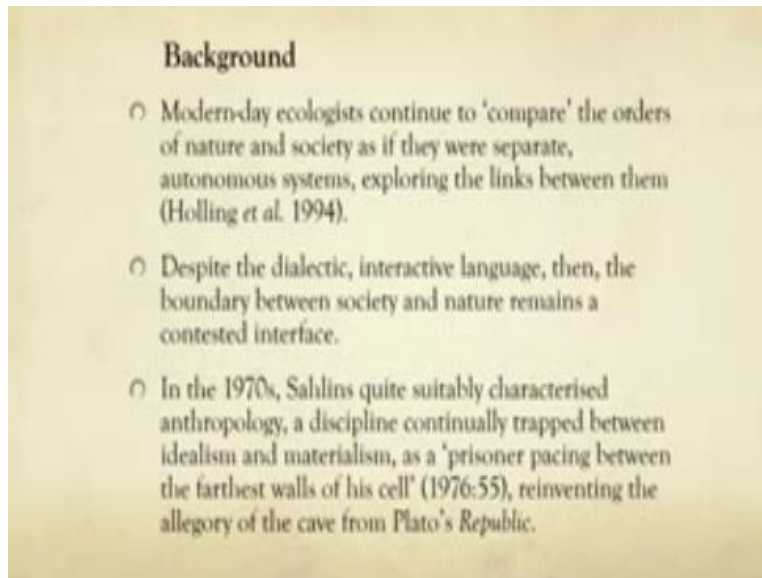 Background
Modern-day ecologists continue to 'compare' the orders
of nature and society as if they were separate,
autonomous systems, exploring the links between them
(Holling et al. 1994).
Despite the dialectic, interactive language, then, the
boundary between society and nature remains a
contested interface.
In the 1970s, Sahlins quite suitably characterised
anthropology, a discipline continually trapped between
idealism and materialism, as a 'prisoner pacing between
the farthest walls of his cell' (1976:55), reinventing the
allegory of the cave from Plato's Republic.